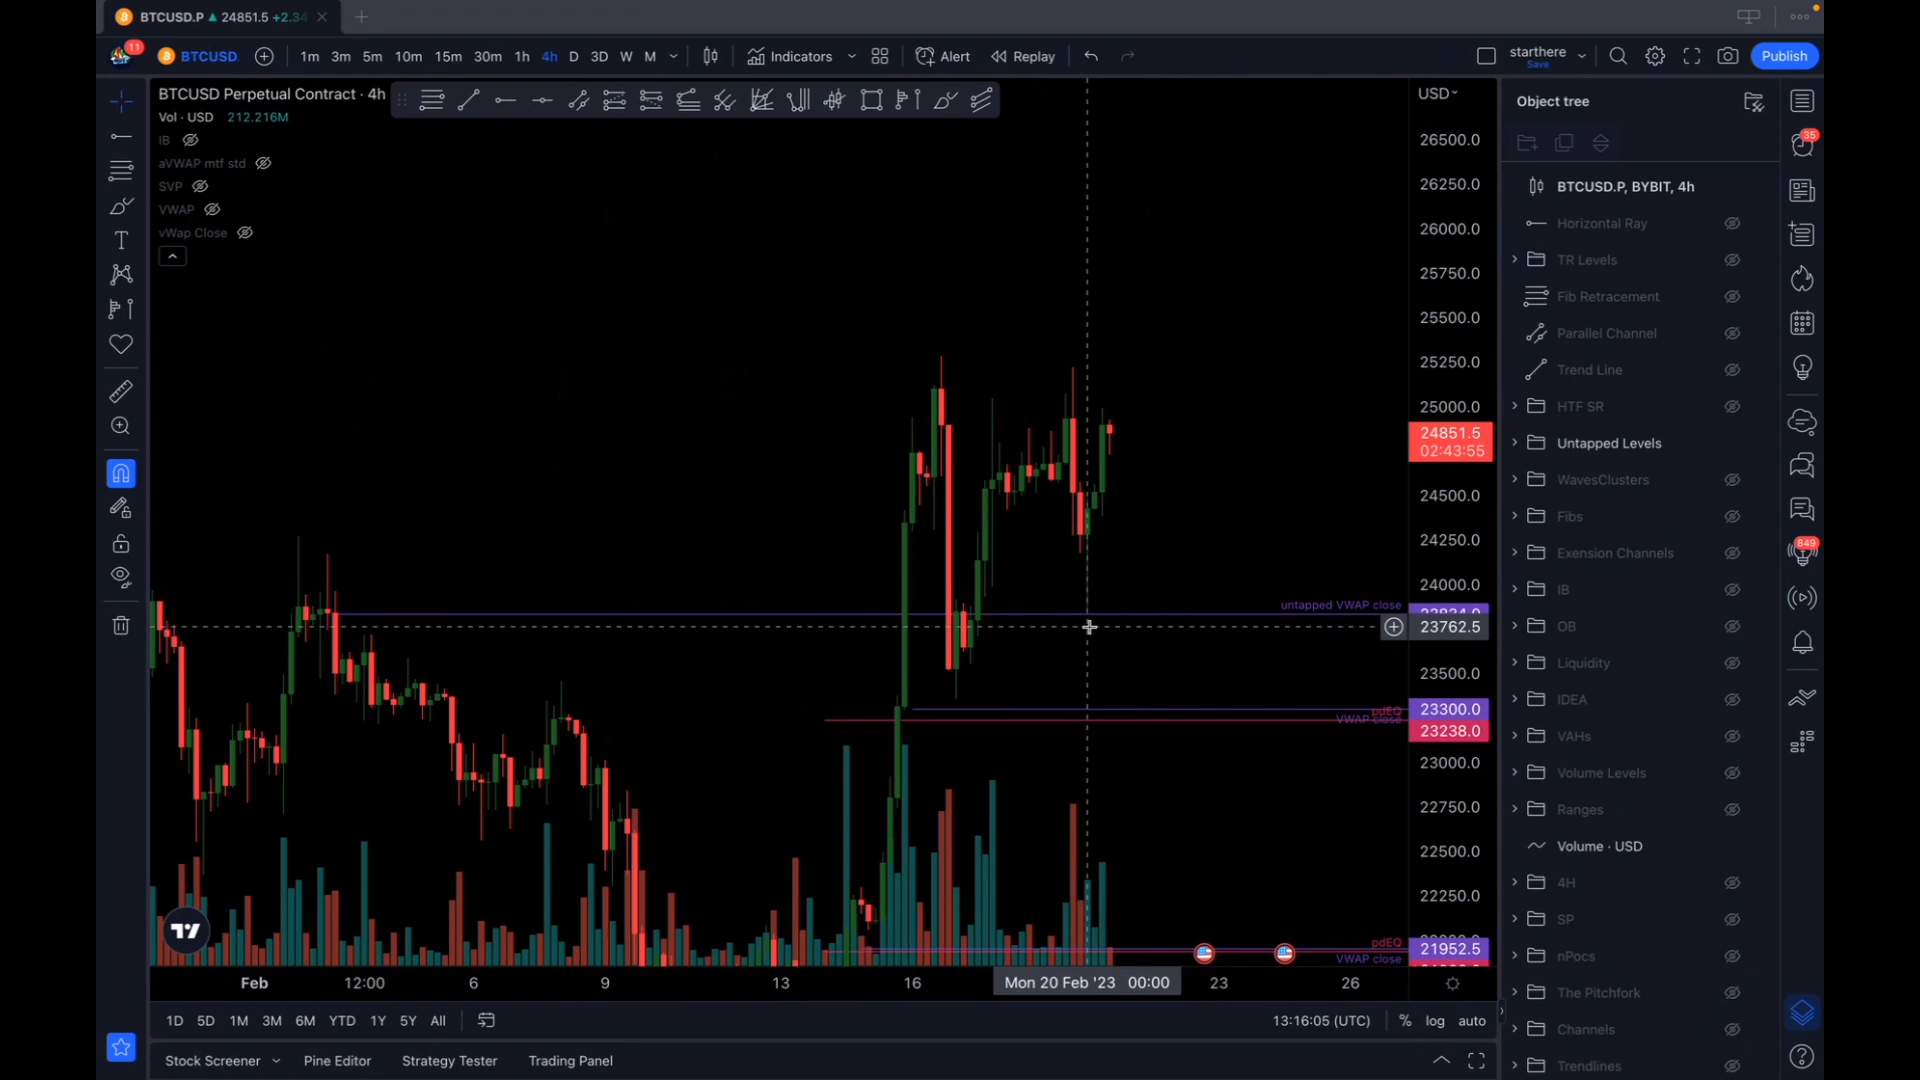 BTCUSD.P ▲ 24851.5 +2.34
11
BTCUSD 1m 3m 5m 10m 15m 30m 1h 4h D 3D W M Indicators Alert Replay starthere Publish
Save
BTCUSD Perpetual Contract · 4h
Vol · USD 212.216M
IB
aVWAP mtf std
SVP
VWAP
vWap Close
USD
26500.0
26250.0
26000.0
25750.0
25500.0
25250.0
25000.0
24851.5
02:43:55
24500.0
24250.0
24000.0
untapped VWAP close
23834.0
23762.5
23500.0
pdEQ 23300.0
VWAP close
23238.0
23000.0
22750.0
22500.0
22250.0
pdEQ 21952.5
VWAP close
Feb 12:00 6 9 13 16 Mon 20 Feb '23 00:00 23 26
1D 5D 1M 3M 6M YTD 1Y 5Y All 13:16:05 (UTC) % log auto
Stock Screener Pine Editor Strategy Tester Trading Panel
Object tree
BTCUSD.P, BYBIT, 4h
Horizontal Ray
TR Levels
Fib Retracement
Parallel Channel
Trend Line
HTF SR
Untapped Levels
WavesClusters
Fibs
Exension Channels
IB
OB
Liquidity
IDEA
VAHs
Volume Levels
Ranges
Volume · USD
4H
SP
nPocs
The Pitchfork
Channels
Trendlines
35
849